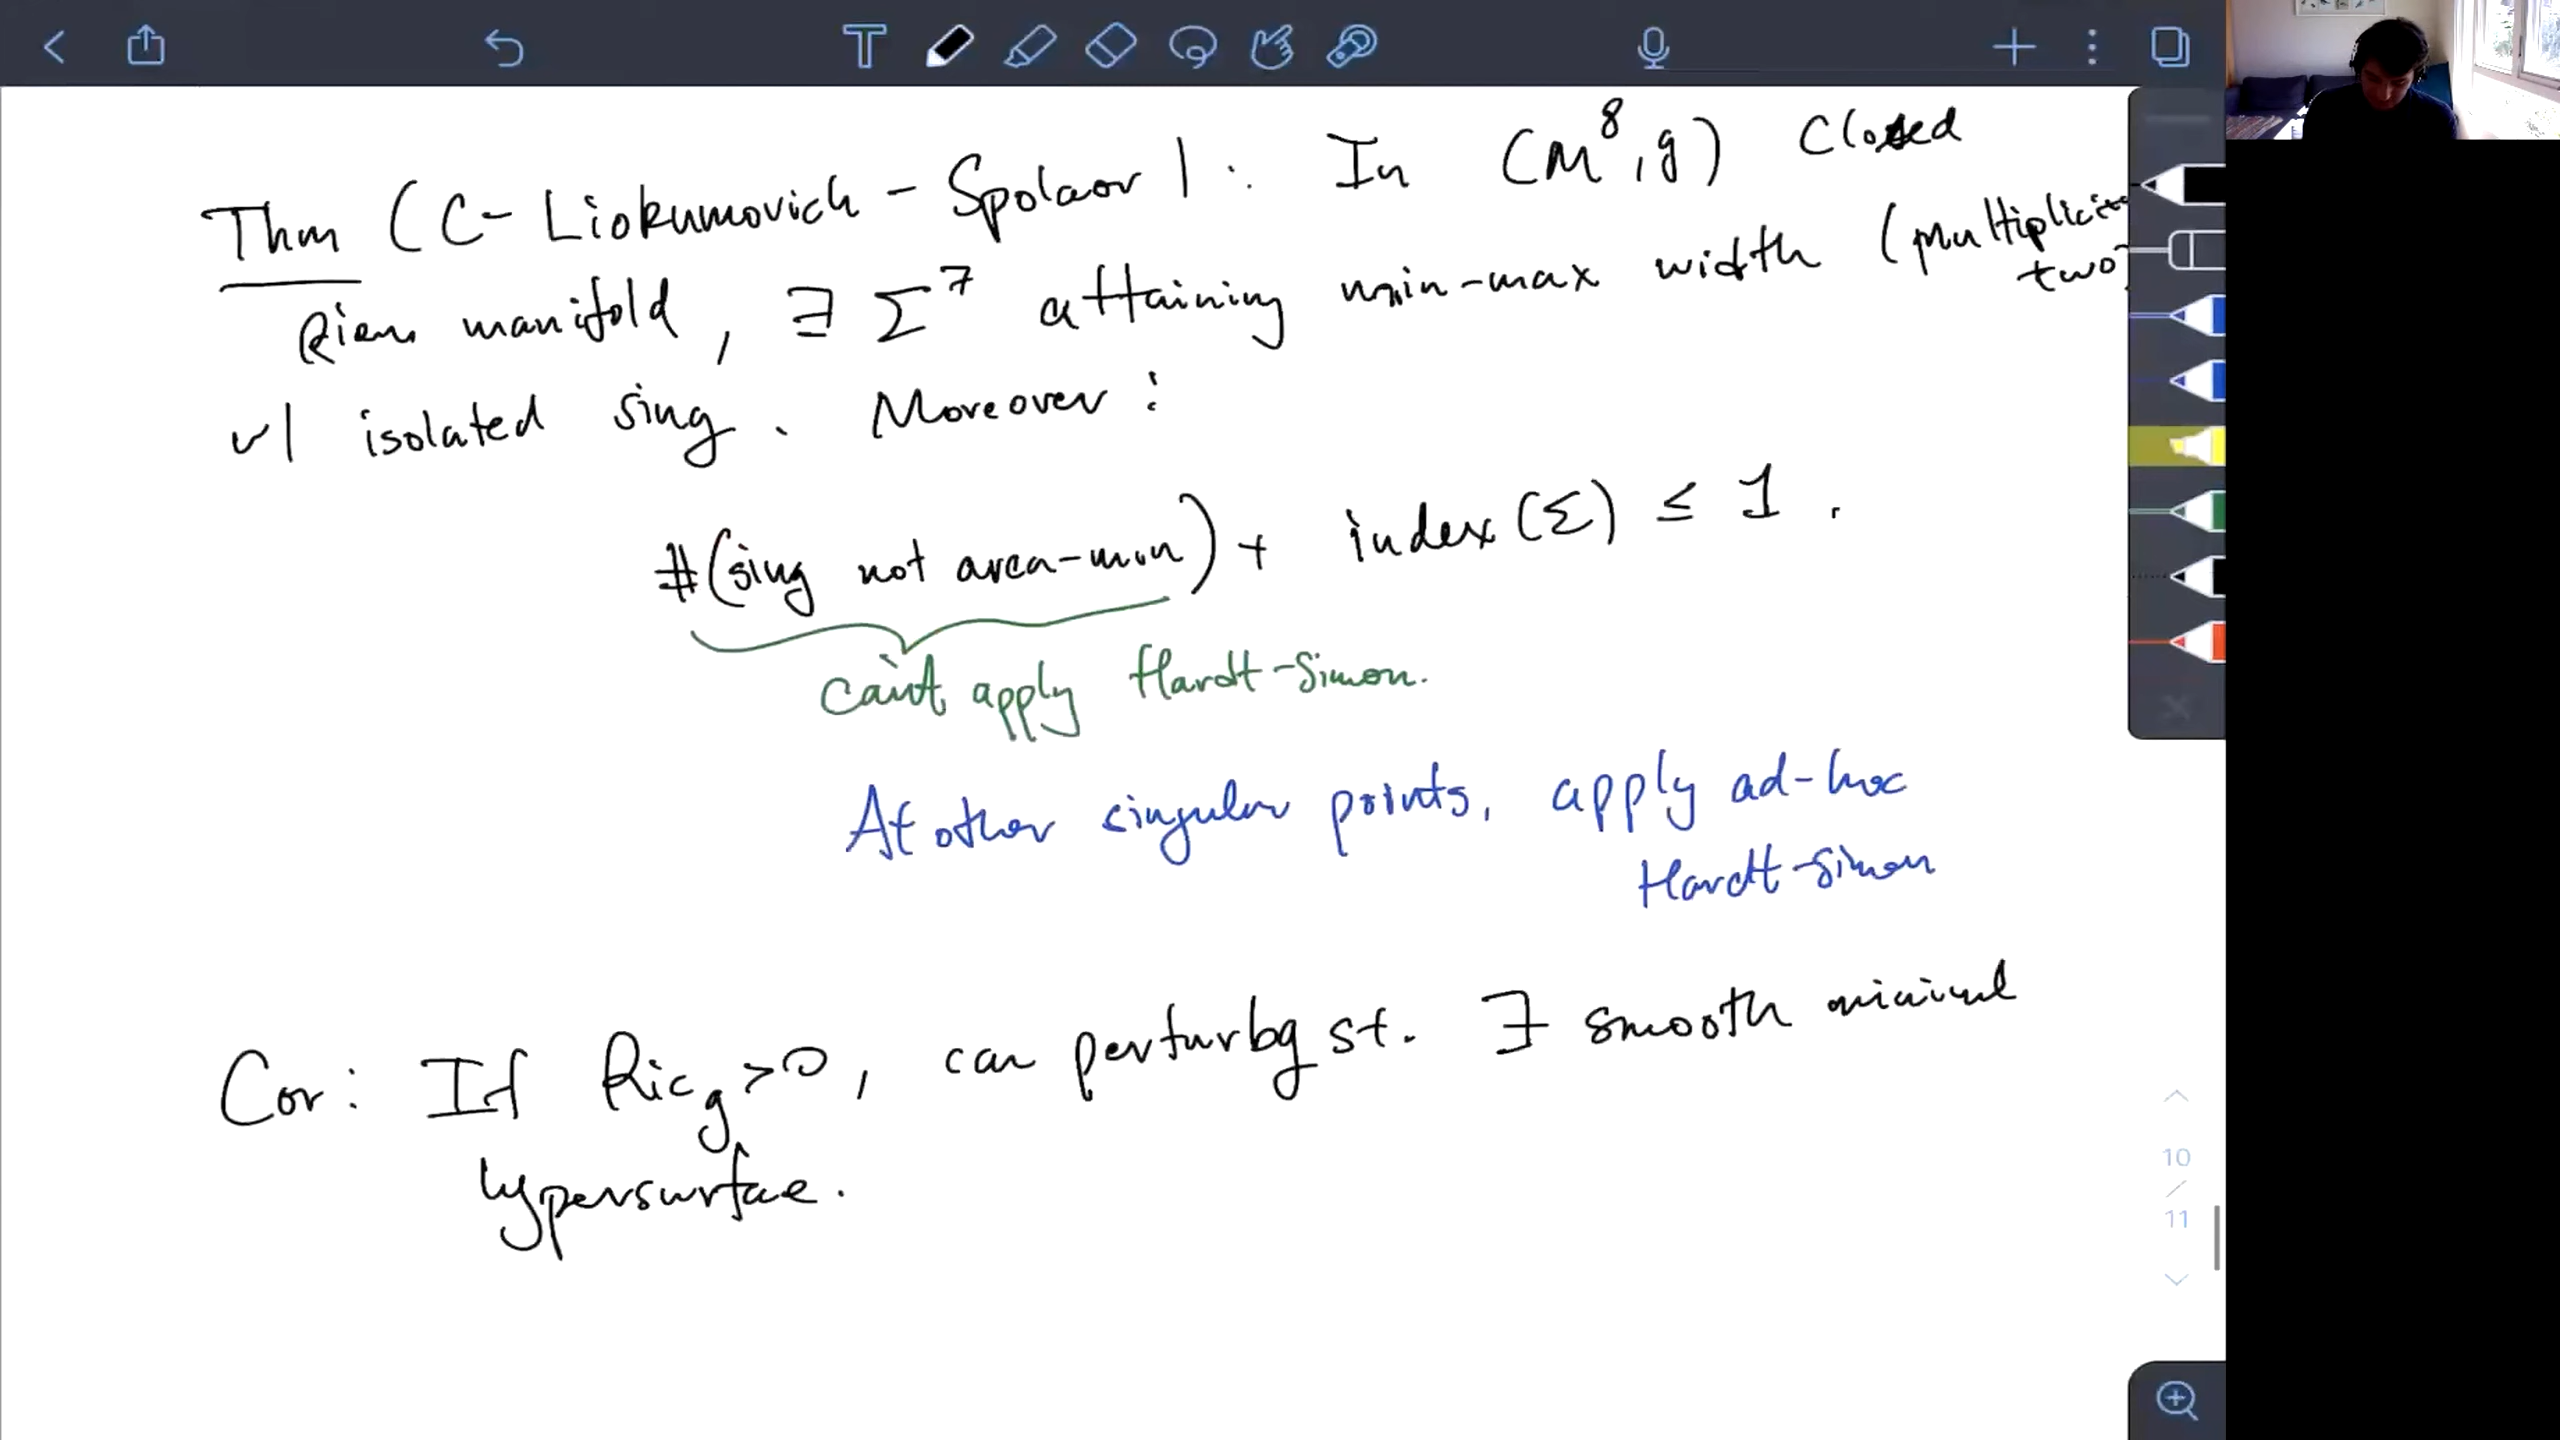 Thm (C- Liokumovich - Spolaor ) : In (M⁸, g) Closed
Riem manifold, ∃ Σ⁷ attaining min-max width (multiplicity
two)
w/ isolated sing. Moreover :
#(sing not area-min) + index (Σ) ≤ 1 .
can't apply Hardt-Simon.
At other singular points, apply ad-hoc
Hardt-Simon
Cor: If Ric_g > 0, can perturb g st. ∃ smooth minimal
hypersurface.
10
/
11